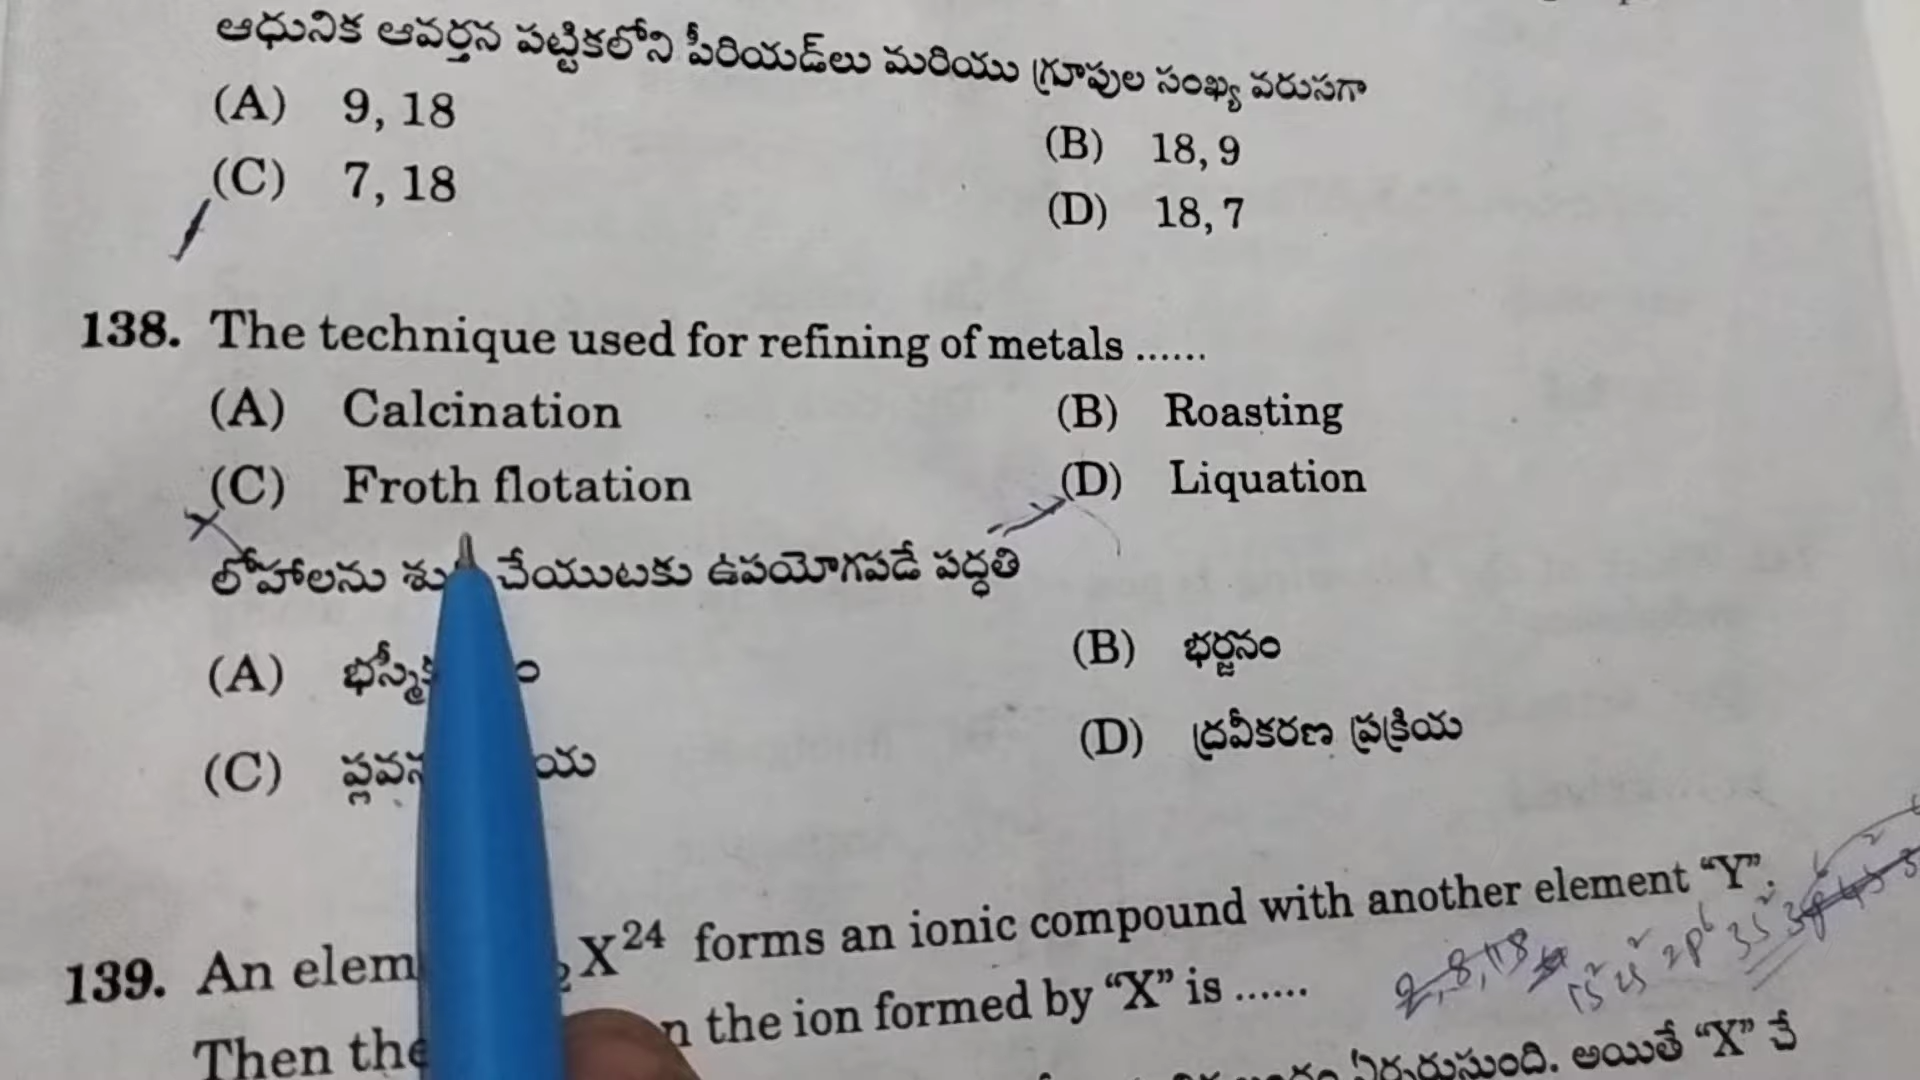 ఆధునిక ఆవర్తన పట్టికలోని పీరియడ్‌లు మరియు గ్రూపుల సంఖ్య వరుసగా
(A) 9, 18
(B) 18, 9
(C) 7, 18
(D) 18, 7
138. The technique used for refining of metals ......
(A) Calcination (B) Roasting
(C) Froth flotation (D) Liquation
లోహాలను చేయుటకు ఉపయోగపడే పద్ధతి
(A)
(B) భర్జనం
(C)
(D) ద్రవీకరణ ప్రక్రియ
139. An X24 forms an ionic compound with another element “Y”.
Then the ion formed by “X” is ......
2, 8, 18
అయితే “X” చే